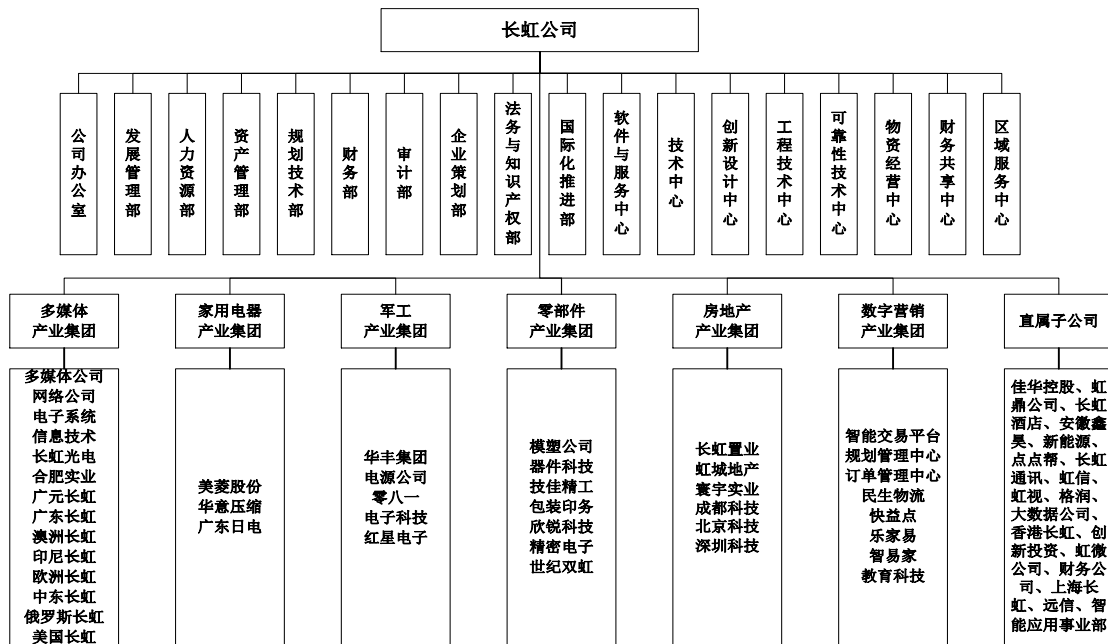 长虹公司
公司办公室
发展管理部
人力资源部
资产管理部
规划技术部
财务部
审计部
企业策划部
法务与知识产权部
国际化推进部
软件与服务中心
技术中心
创新设计中心
工程技术中心
可靠性技术中心
物资经营中心
财务共享中心
区域服务中心
多媒体
产业集团
家用电器
产业集团
军工
产业集团
零部件
产业集团
房地产
产业集团
数字营销
产业集团
直属子公司
多媒体公司
网络公司
电子系统
信息技术
长虹光电
合肥实业
广元长虹
广东长虹
澳洲长虹
印尼长虹
欧洲长虹
中东长虹
俄罗斯长虹
美国长虹
美菱股份
华意压缩
广东日电
华丰集团
电源公司
零八一
电子科技
红星电子
模塑公司
器件科技
技佳精工
包装印务
欣锐科技
精密电子
世纪双虹
长虹置业
虹城地产
寰宇实业
成都科技
北京科技
深圳科技
智能交易平台
规划管理中心
订单管理中心
民生物流
快益点
乐家易
智易家
教育科技
佳华控股、虹
鼎公司、长虹
酒店、安徽鑫
昊、新能源、
点点帮、长虹
通讯、虹信、
虹视、格润、
大数据公司、
香港长虹、创
新投资、虹微
公司、财务公
司、上海长
虹、远信、智
能应用事业部